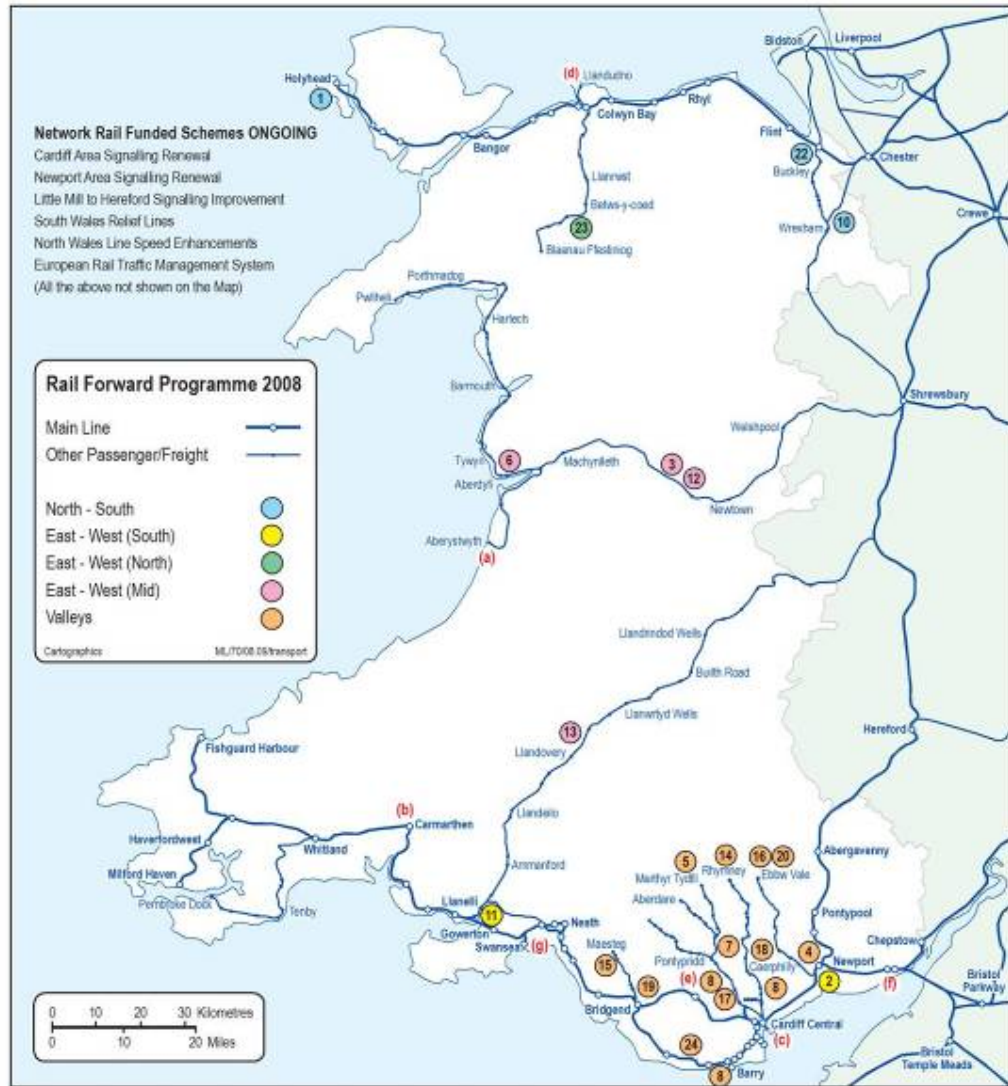 Bidston
Liverpool
(d)
Llandudno
Holyhead
1
Colwyn Bay
Rhyl
Flint
Bangor
22
Buckley
Chester
Network Rail Funded Schemes ONGOING
Cardiff Area Signalling Renewal
Newport Area Signalling Renewal
Little Mill to Hereford Signalling Improvement
South Wales Relief Lines
North Wales Line Speed Enhancements
European Rail Traffic Management System
(All the above not shown on the Map)
Llanrwst
Betws-y-coed
23
Blaenau Ffestiniog
Wrexham
10
Crewe
Porthmadog
Pwllheli
Harlech
Barmouth
Rail Forward Programme 2008
Main Line
Other Passenger/Freight
North - South
East - West (South)
East - West (North)
East - West (Mid)
Valleys
Cartographics
ML/70/08.09/transport
Shrewsbury
Welshpool
Tywyn
6
Aberdyfi
Machynlleth
3
12
Newtown
Aberystwyth
(a)
Llandrindod Wells
Builth Road
Llanwrtyd Wells
13
Llandovery
Hereford
Fishguard Harbour
(b)
Carmarthen
Llandeilo
Haverfordwest
Whitland
Milford Haven
Pembroke Dock
Tenby
Ammanford
5
14
16
20
Merthyr Tydfil
Rhymney
Ebbw Vale
Abergavenny
Aberdare
Llanelli
11
Gowerton
Swansea
(g)
Neath
Maesteg
15
Pontypridd
7
18
Caerphilly
4
Pontypool
Newport
Chepstow
2
(f)
(e)
8
17
8
19
Bridgend
Cardiff Central
(c)
24
8
Barry
Bristol
Parkway
Bristol
Temple Meads
0 10 20 30 Kilometres
0 10 20 Miles